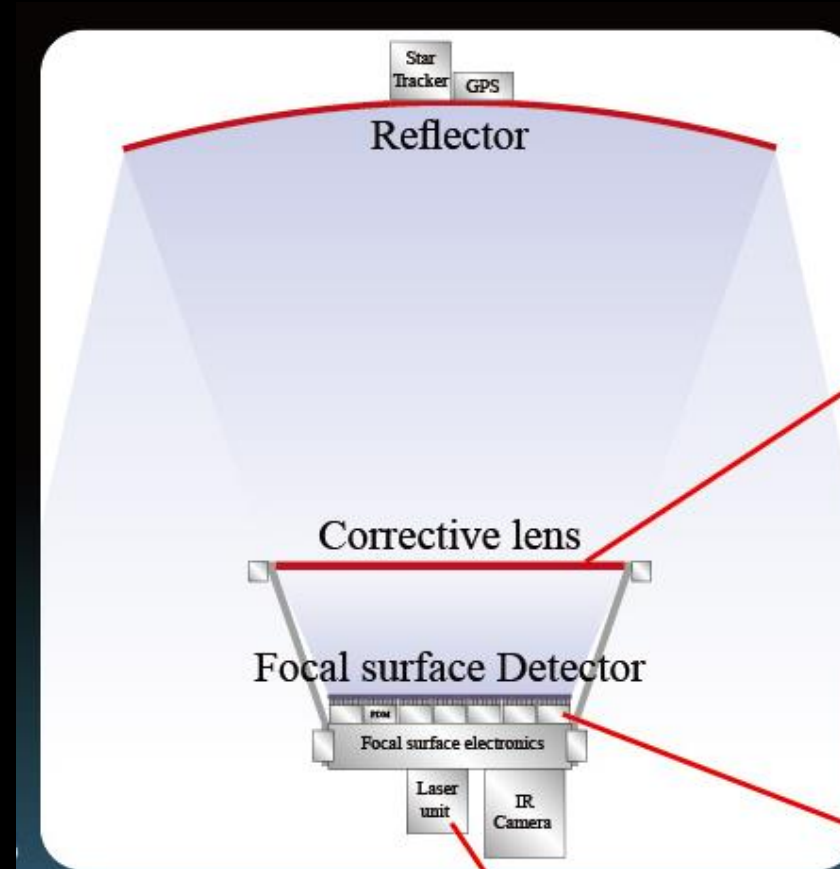 Star
Tracker
GPS
Reflector
Corrective lens
Focal surface Detector
PDM
Focal surface electronics
Laser
unit
IR
Camera